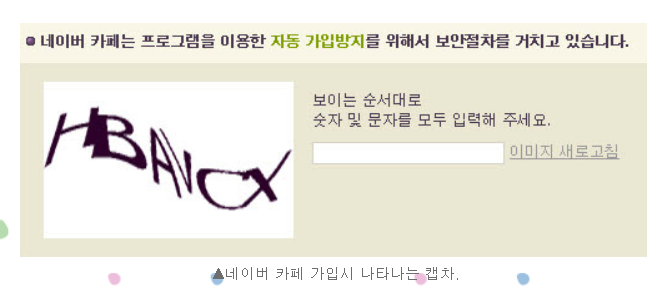 네이버 카페는 프로그램을 이용한 자동 가입방지를 위해서 보안절차를 거치고 있습니다.
보이는 순서대로
숫자 및 문자를 모두 입력해 주세요.
이미지 새로고침
▲네이버 카페 가입시 나타나는 캡차.